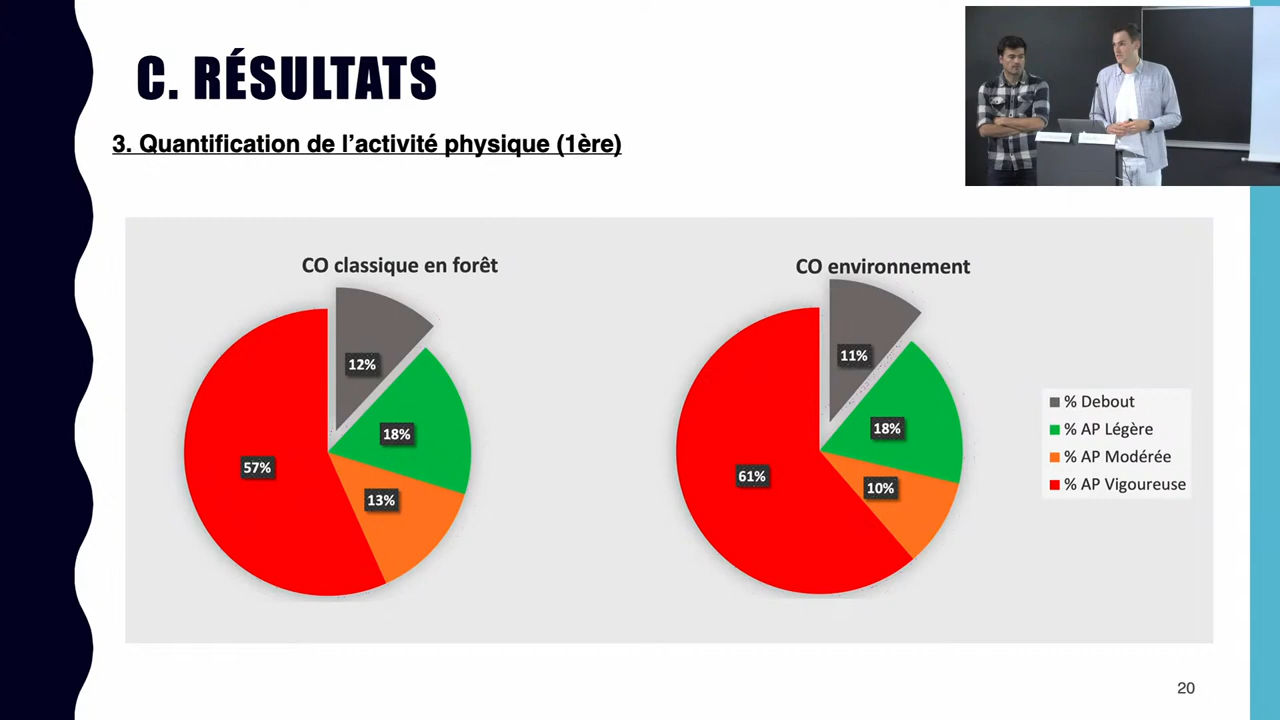 C. RÉSULTATS
3. Quantification de l'activité physique (1ère)
CO classique en forêt
12%
18%
57%
13%
CO environnement
11%
18%
61%
10%
% Debout
% AP Légère
% AP Modérée
% AP Vigoureuse
20